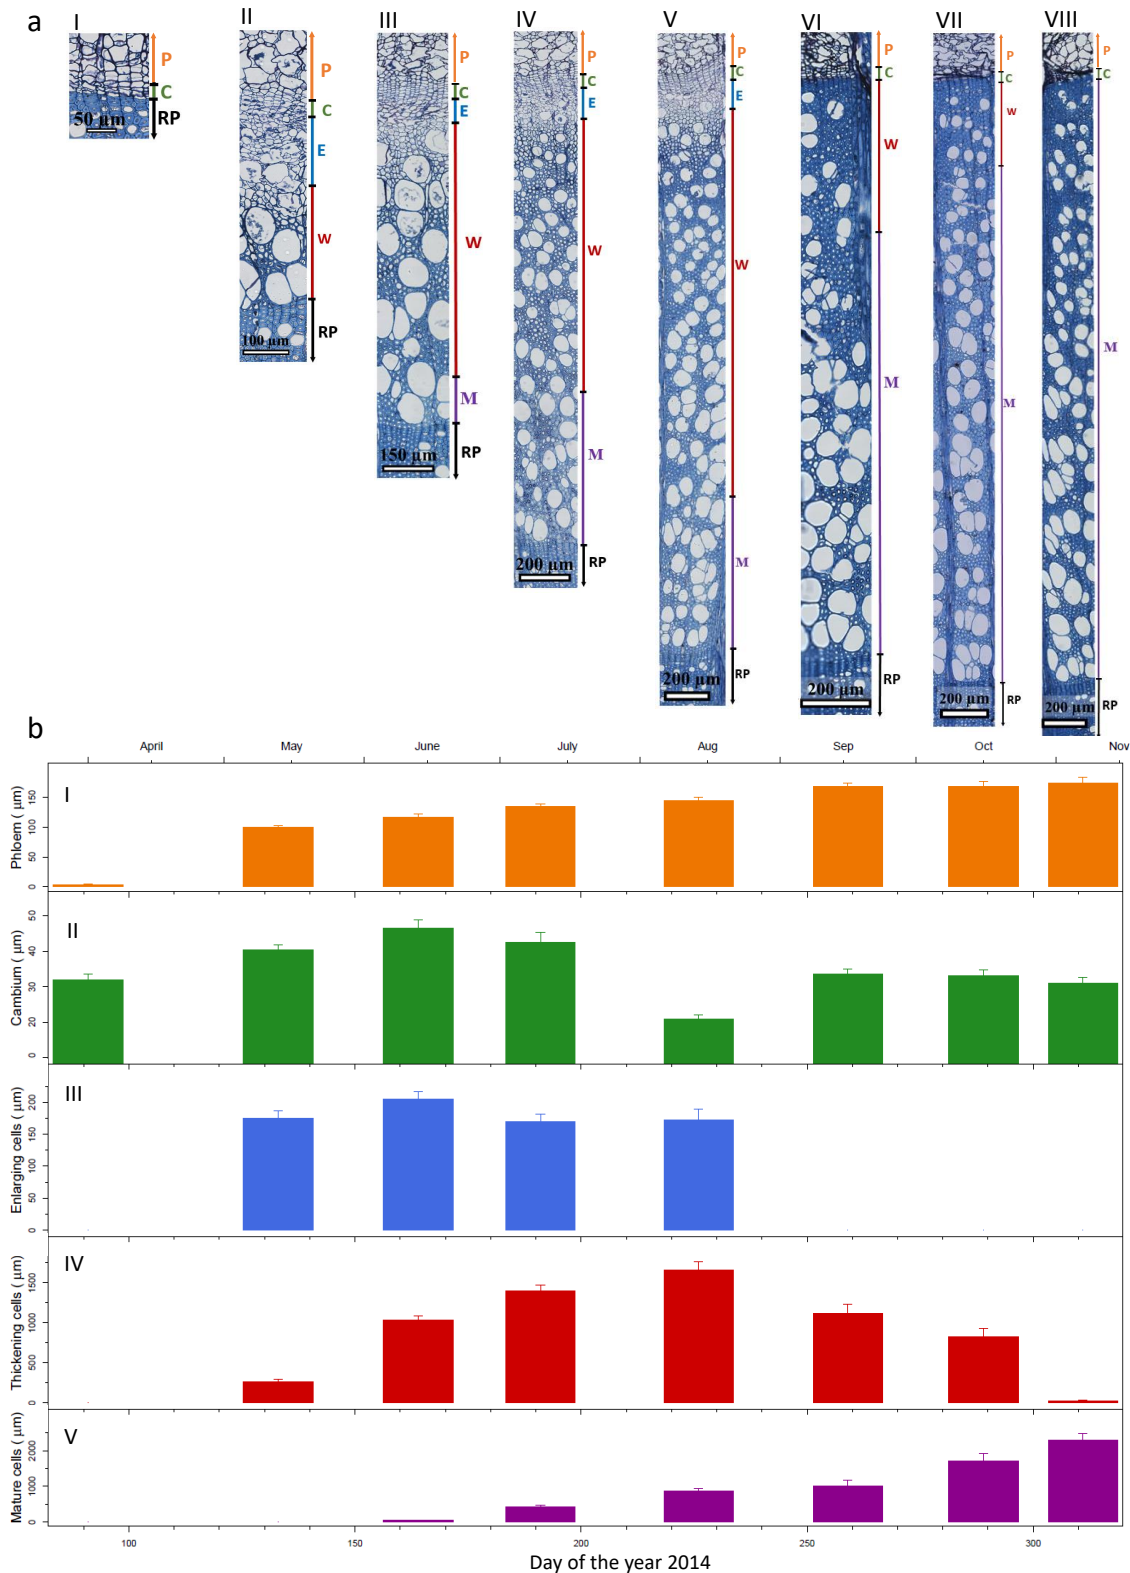 a
I
II
III
IV
V
VI
VII
VIII
P
C
RP
50 µm
P
C
E
W
RP
100 µm
P
C
E
W
M
RP
150 µm
P
C
E
W
M
RP
200 µm
P
C
E
W
M
RP
200 µm
P
C
W
M
RP
200 µm
P
C
W
M
RP
200 µm
P
C
M
RP
200 µm
b
April May June July Aug Sep Oct Nov
I
Phloem ( µm)
0 50 100 150
II
Cambium ( µm)
0 20 30 40 50
III
Enlarging cells ( µm)
0 50 100 150 200
IV
Thickening cells ( µm)
0 500 1000 1500
V
Mature cells ( µm)
0 1000 2000
100 150 200 250 300
Day of the year 2014